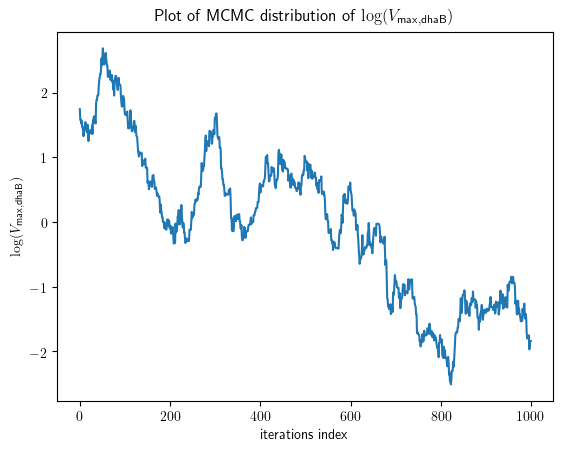 Plot of MCMC distribution of log(V_max,dhaB)
log(V_max,dhaB)
2
1
0
−1
−2
0 200 400 600 800 1000
iterations index